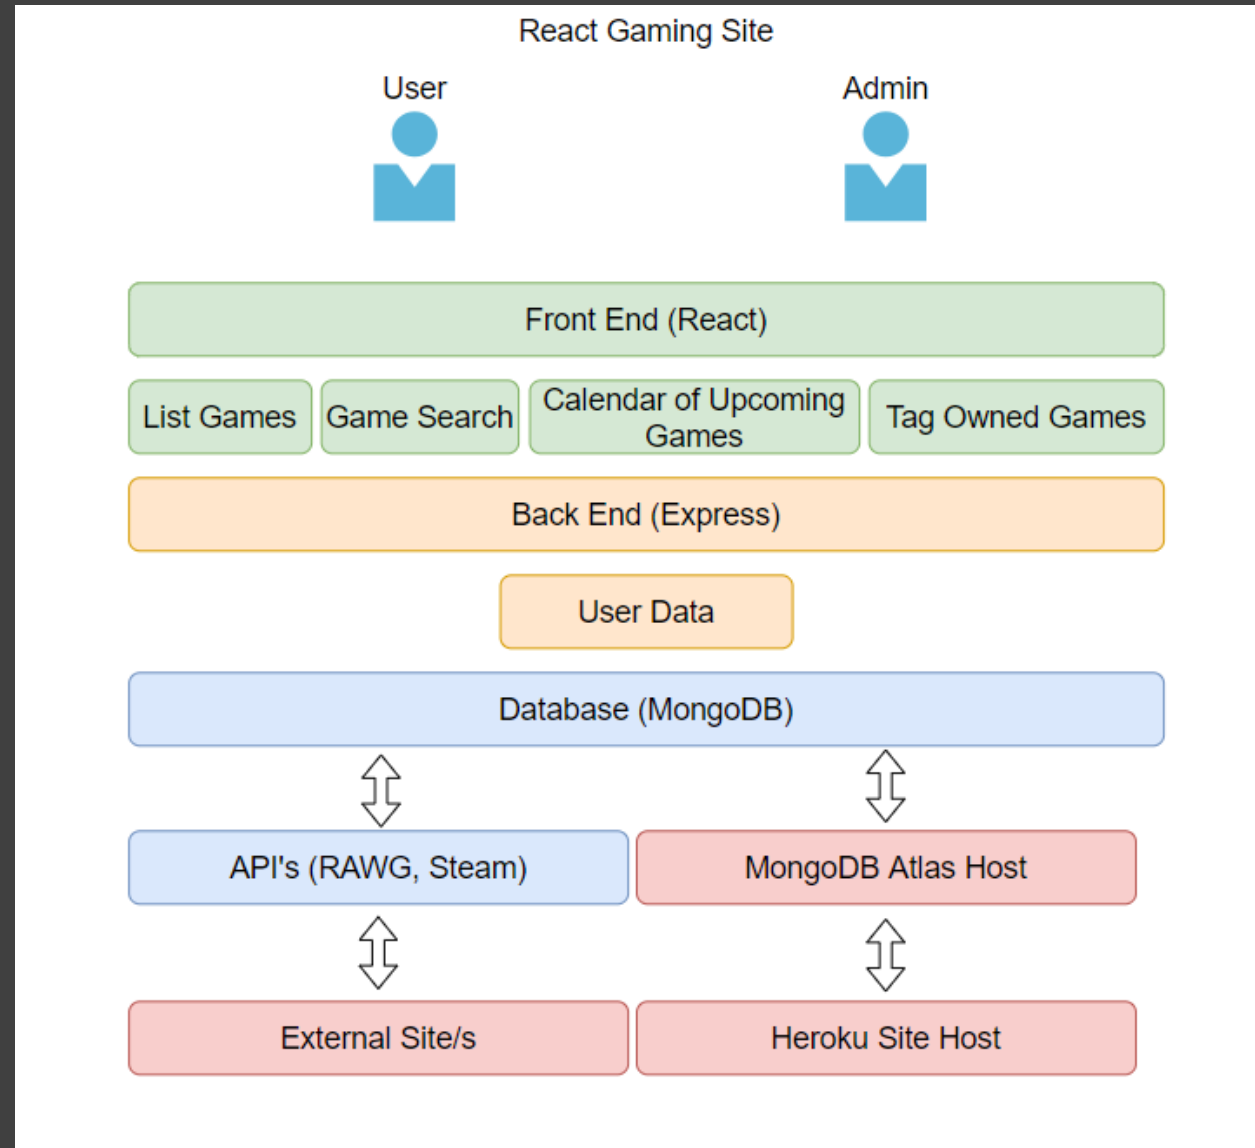 React Gaming Site
User
Admin
Front End (React)
List Games
Game Search
Calendar of Upcoming
Games
Tag Owned Games
Back End (Express)
User Data
Database (MongoDB)
API's (RAWG, Steam)
MongoDB Atlas Host
External Site/s
Heroku Site Host